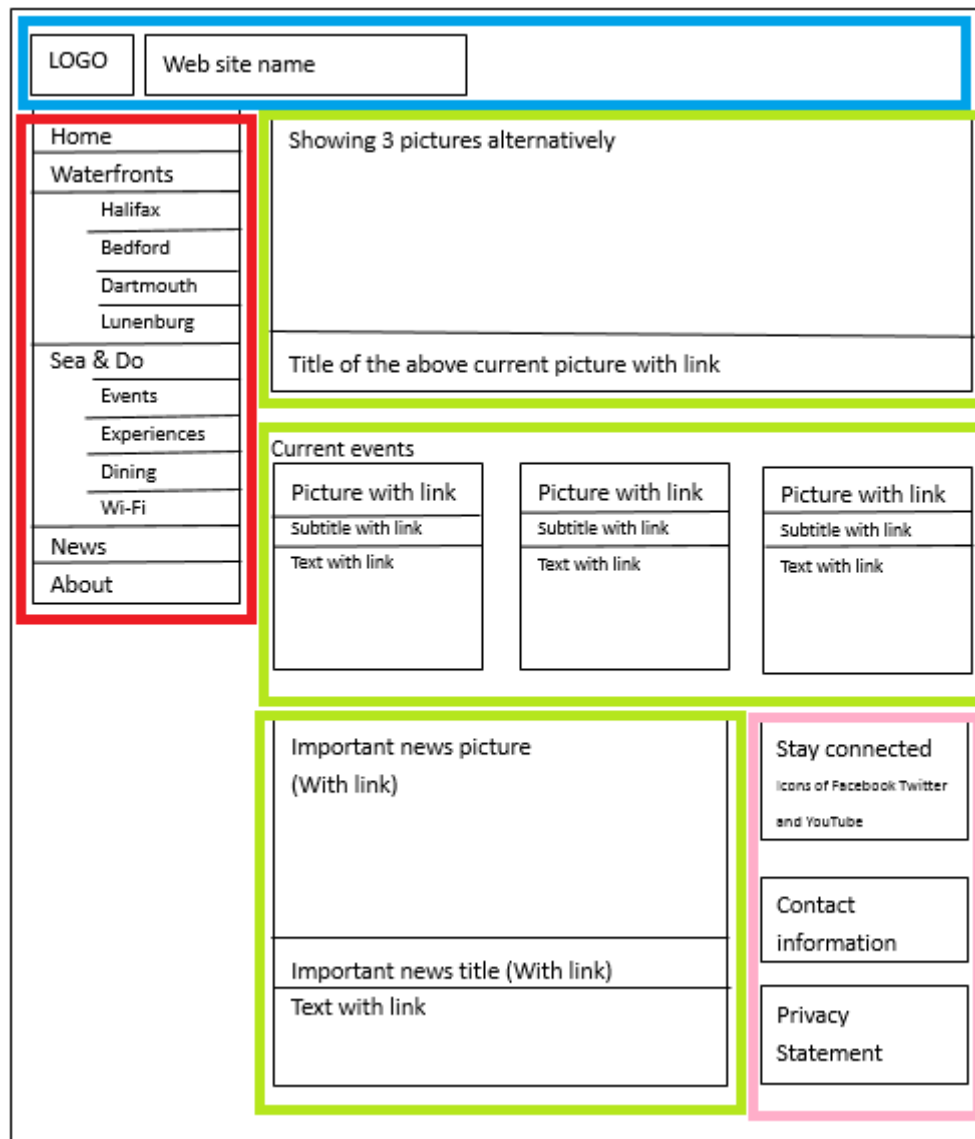 LOGO
Web site name
Home
Waterfronts
Halifax
Bedford
Dartmouth
Lunenburg
Sea & Do
Events
Experiences
Dining
Wi-Fi
News
About
Showing 3 pictures alternatively
Title of the above current picture with link
Current events
Picture with link
Subtitle with link
Text with link
Picture with link
Subtitle with link
Text with link
Picture with link
Subtitle with link
Text with link
Important news picture
(With link)
Important news title (With link)
Text with link
Stay connected
Icons of Facebook Twitter
and YouTube
Contact
information
Privacy
Statement